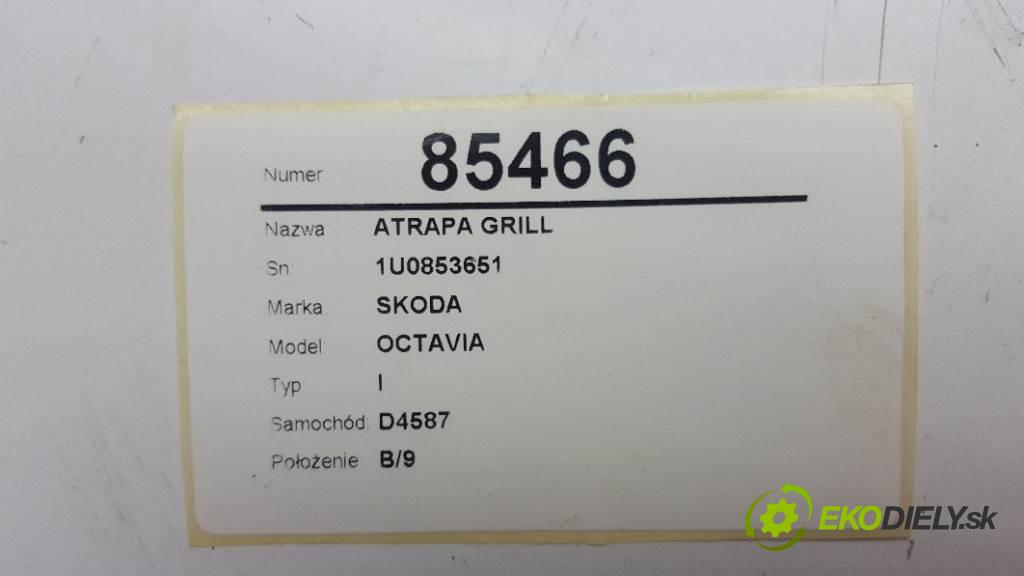 Numer: 85466
Nazwa: ATRAPA GRILL
Sn: 1U0853651
Marka: SKODA
Model: OCTAVIA
Typ I
Samochód: D4587
Położenie B/9
EKODIELY.sk